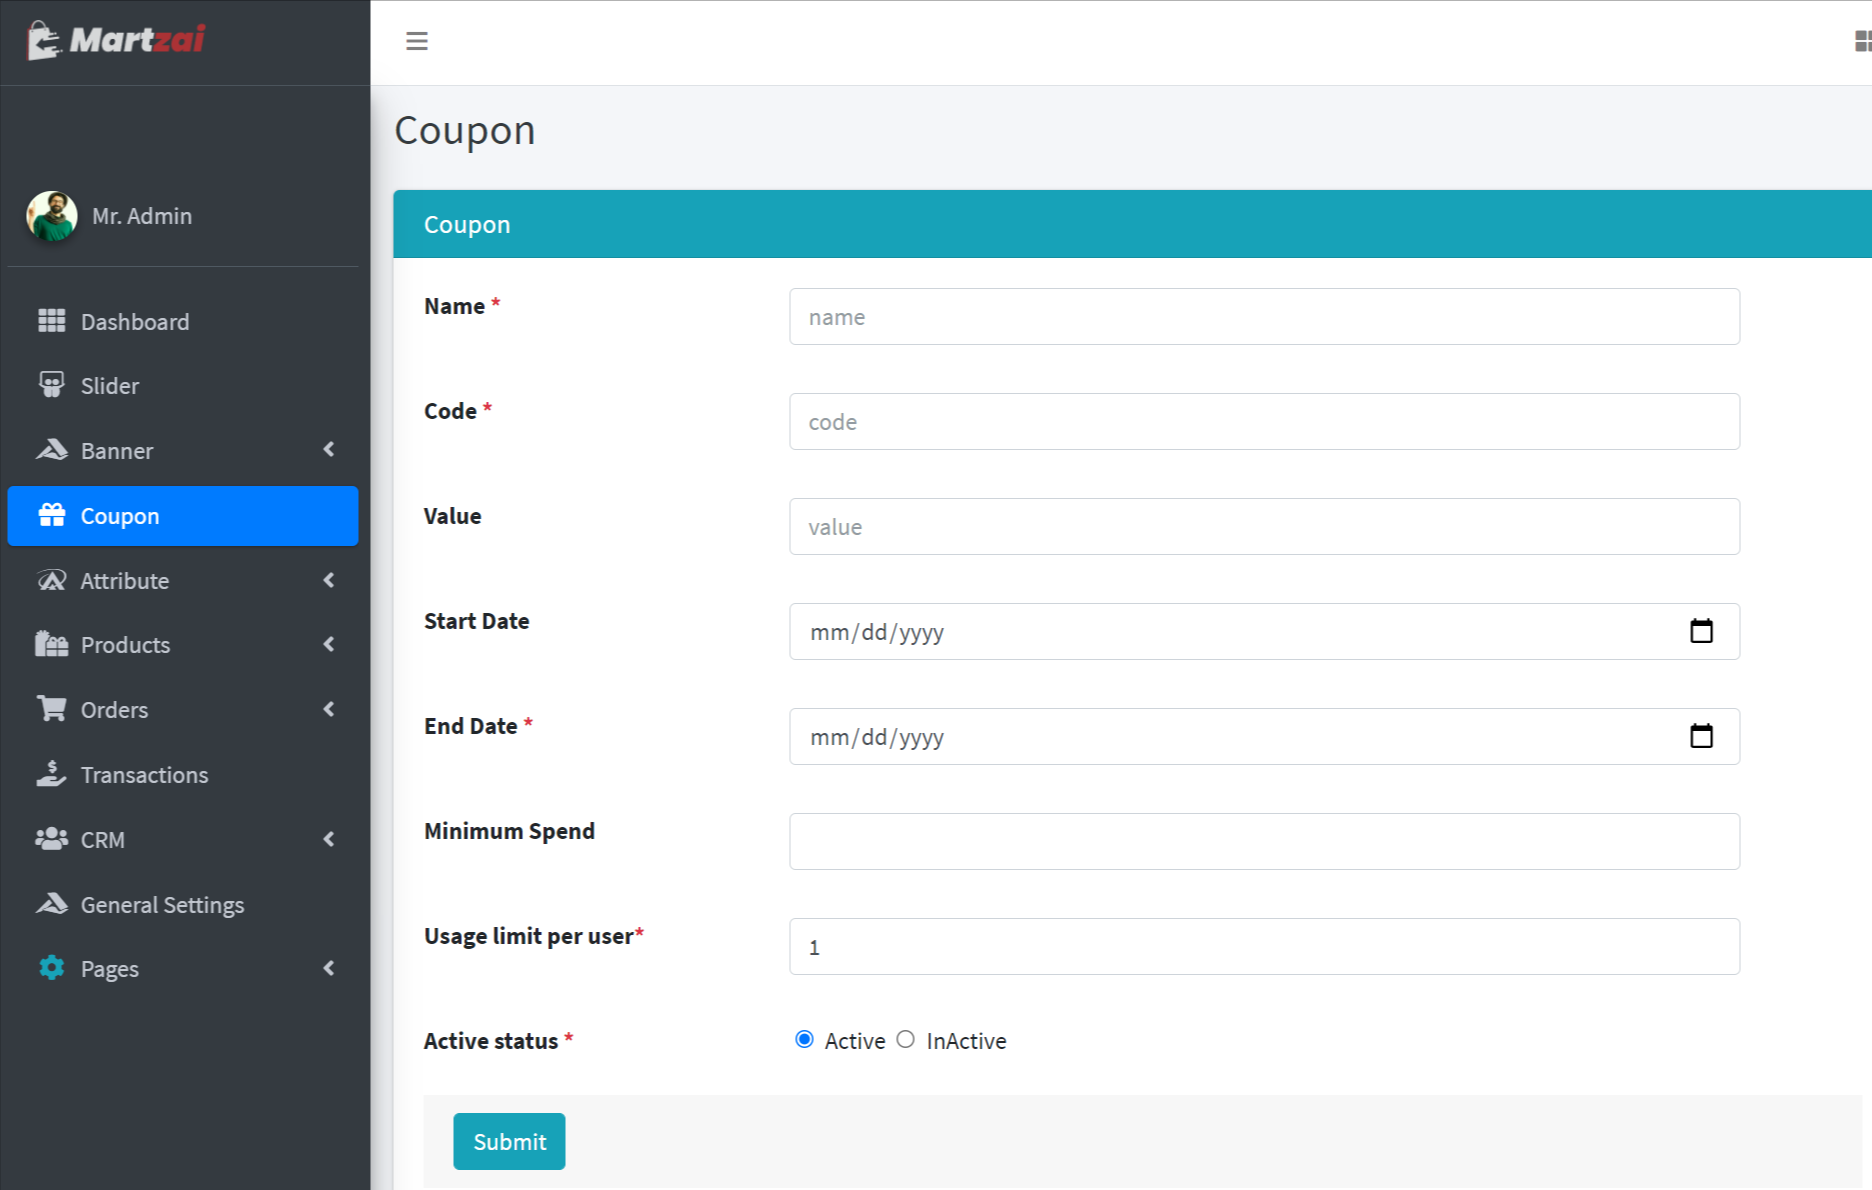 Martzai
Mr. Admin
Dashboard
Slider
Banner
Coupon
Attribute
Products
Orders
Transactions
CRM
General Settings
Pages
Coupon
Coupon
Name *
name
Code *
code
Value
value
Start Date
mm/dd/yyyy
End Date *
mm/dd/yyyy
Minimum Spend
Usage limit per user*
1
Active status *
Active InActive
Submit